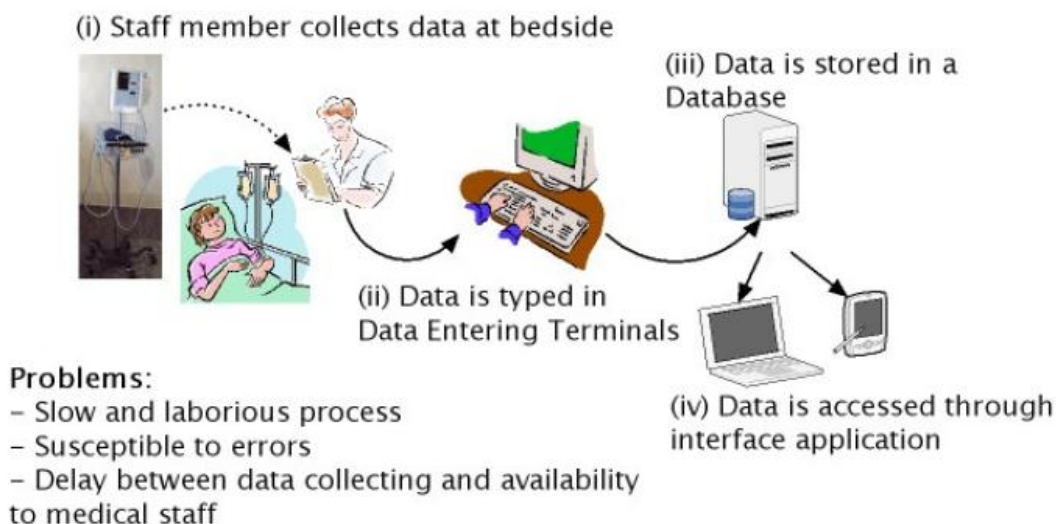 (i) Staff member collects data at bedside
(iii) Data is stored in a
Database
(ii) Data is typed in
Data Entering Terminals
(iv) Data is accessed through
interface application
Problems:
– Slow and laborious process
– Susceptible to errors
– Delay between data collecting and availability
to medical staff